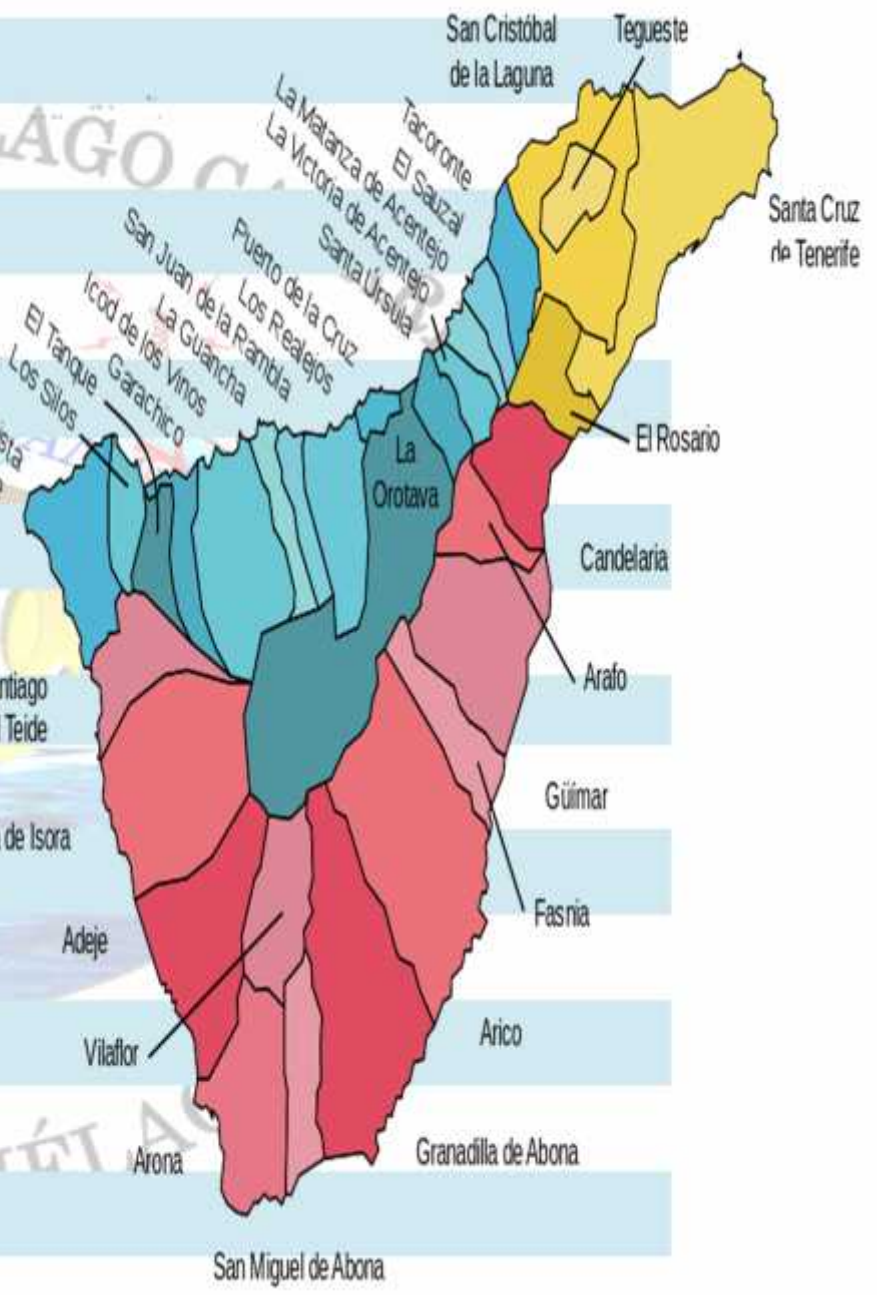 San Cristóbal
de la Laguna
Tegueste
Tacoronte
El Sauzal
La Matanza de Acentejo
La Victoria de Acentejo
Santa Úrsula
Puerto de la Cruz
Los Realejos
San Juan de la Rambla
La Guancha
Icod de los Vinos
Garachico
El Tanque
Los Silos
Santa Cruz
de Tenerife
El Rosario
La
Orotava
Candelaria
Arafo
ntiago
Teide
Güímar
de Isora
Fasnia
Adeje
Arico
Vilaflor
Arona
Granadilla de Abona
San Miguel de Abona